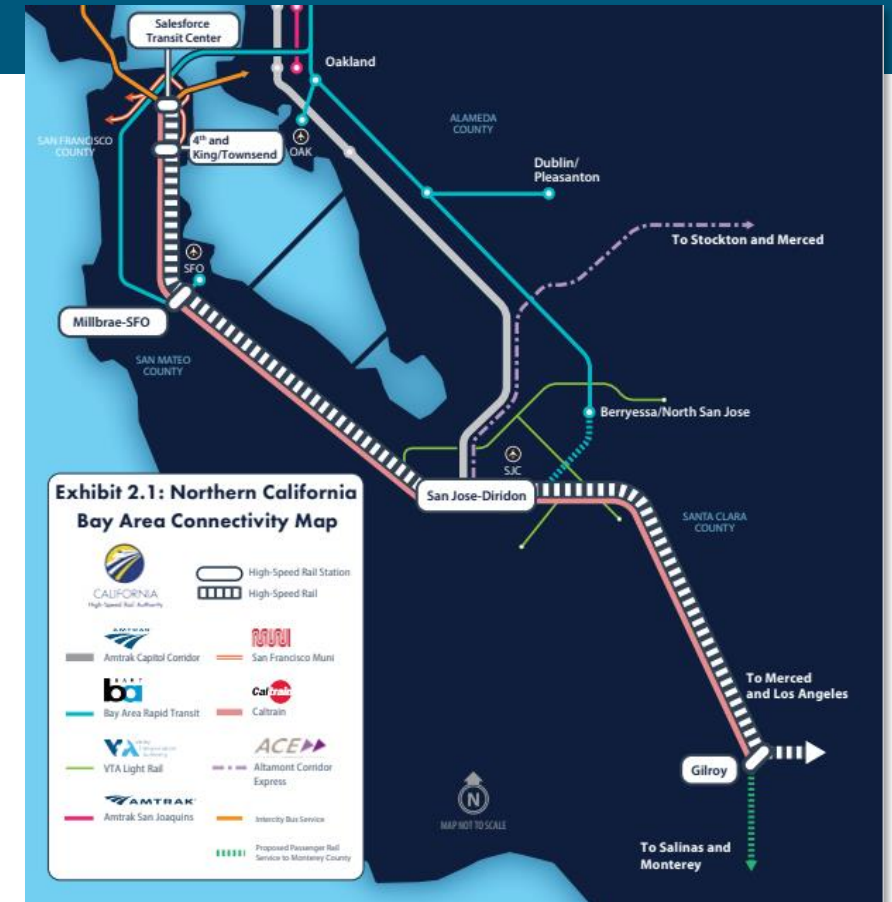 Salesforce
Transit Center
Oakland
ALAMEDA
COUNTY
SAN FRANCISCO
COUNTY
4th and
King/Townsend
OAK
Dublin/
Pleasanton
To Stockton and Merced
SFO
Millbrae-SFO
SAN MATEO
COUNTY
Berryessa/North San Jose
SJC
San Jose-Diridon
SANTA CLARA
COUNTY
Exhibit 2.1: Northern California
Bay Area Connectivity Map
CALIFORNIA
High-Speed Rail Authority
High-Speed Rail Station
High-Speed Rail
AMTRAK
Amtrak Capitol Corridor
MUNI
San Francisco Muni
BART
ba
Bay Area Rapid Transit
Caltrain
Caltrain
VTA
Valley
Transportation
Authority
VTA Light Rail
ACE
Altamont Corridor
Express
AMTRAK
Amtrak San Joaquins
Intercity Bus Service
Proposed Passenger Rail
Service to Monterey County
N
MAP NOT TO SCALE
To Merced
and Los Angeles
Gilroy
To Salinas and
Monterey